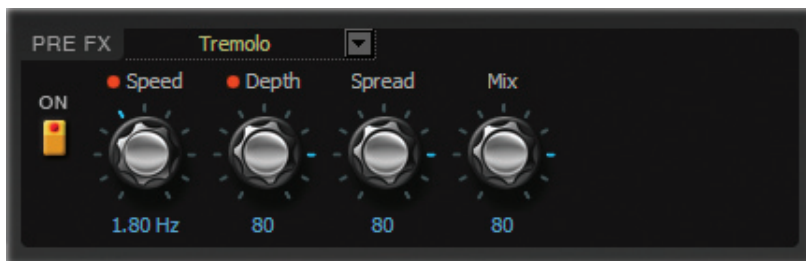 PRE FX Tremolo
Speed Depth Spread Mix
ON
1.80 Hz 80 80 80